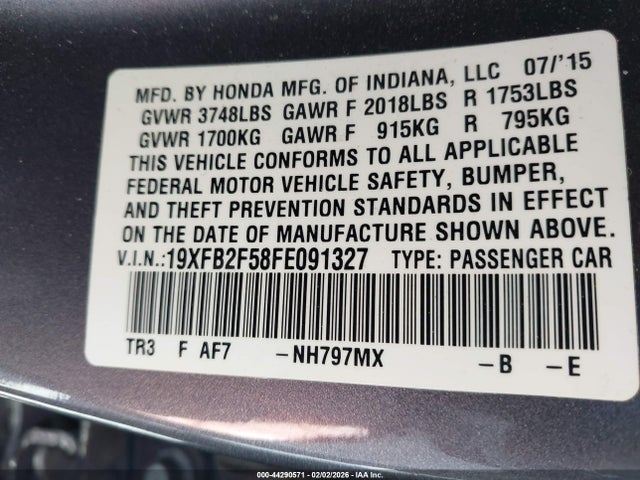 MFD. BY HONDA MFG. OF INDIANA, LLC 07/'15
GVWR 3748LBS GAWR F 2018LBS R 1753LBS
GVWR 1700KG GAWR F 915KG R 795KG
THIS VEHICLE CONFORMS TO ALL APPLICABLE
FEDERAL MOTOR VEHICLE SAFETY, BUMPER,
AND THEFT PREVENTION STANDARDS IN EFFECT
ON THE DATE OF MANUFACTURE SHOWN ABOVE.
V.I.N.:19XFB2F58FE091327 TYPE: PASSENGER CAR
TR3 F AF7 -NH797MX -B -E
000-44290571 | 02/02/2026 | IAA Inc.